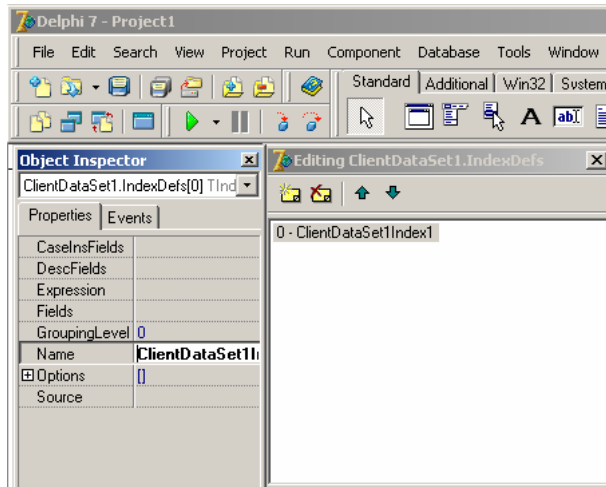 Delphi 7 - Project1
File Edit Search View Project Run Component Database Tools Window
Standard Additional Win32 System
A abI
Object Inspector
ClientDataSet1.IndexDefs[0]
Properties Events
CaseInsFields
DescFields
Expression
Fields
GroupingLevel 0
Name
Options []
Source
Editing ClientDataSet1.IndexDefs
0 - ClientDataSet1Index1